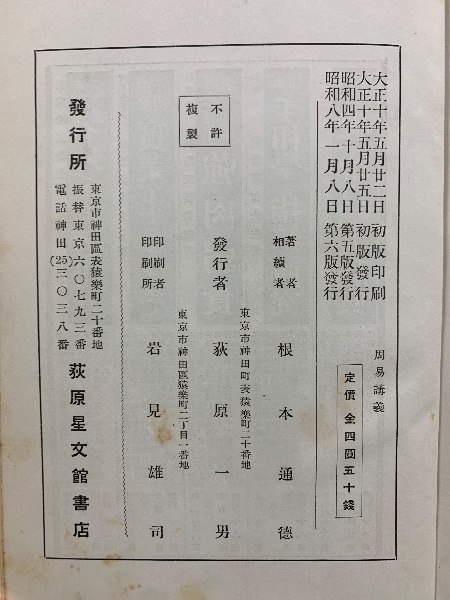 周易講義
定價 金四圓五十錢
大正十年五月廿二日 初版印刷
大正十年五月廿五日 初版發行
昭和四年十月八日 第五版發行
昭和八年一月八日 第六版發行
不許
複製
著者
相續者
根本通德
東京市神田町表猿樂町二十番地
發行者 荻原一男
東京市神田區猿樂町二丁目一番地
印刷者
印刷所
岩見雄司
發行所
東京市神田區表猿樂町二十番地
振替東京六〇七九三番
電話神田(25)三〇三八番
荻原星文館書店